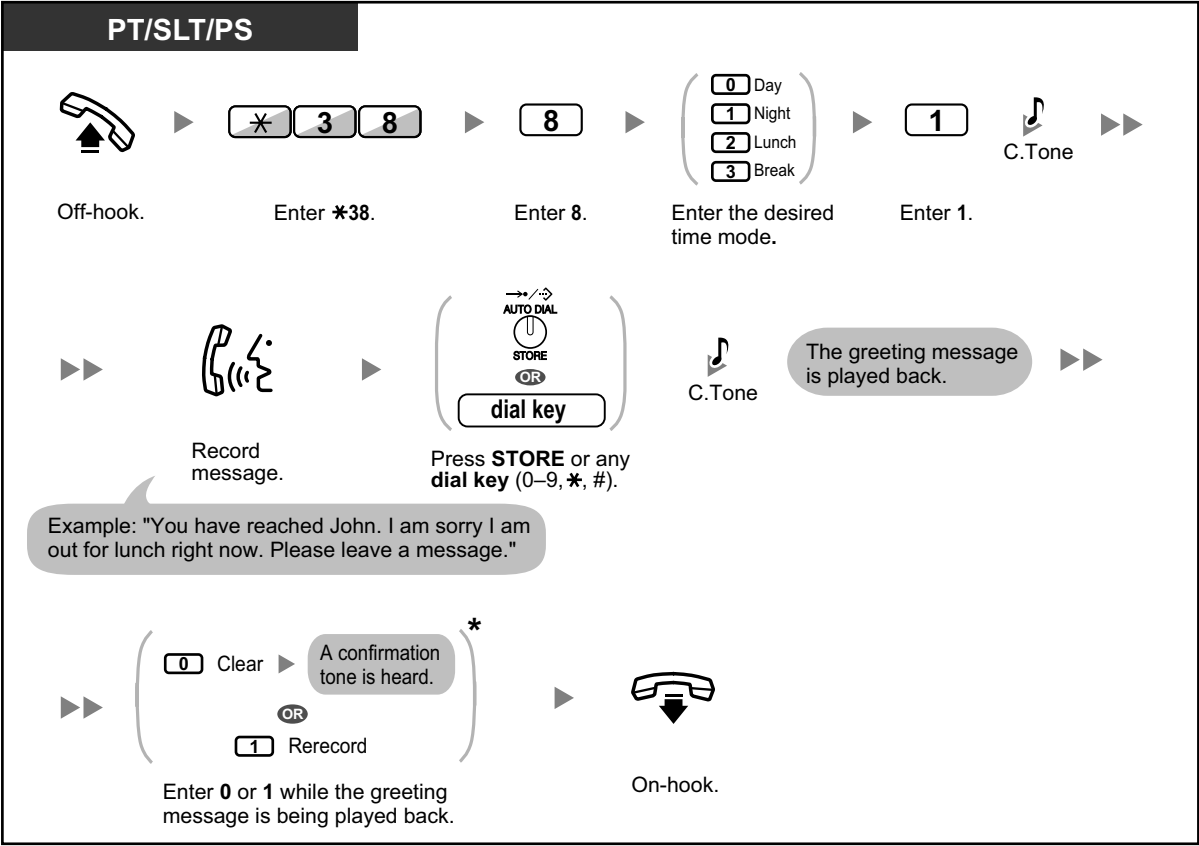 PT/SLT/PS
✳ 3 8
8
0 Day
1 Night
2 Lunch
3 Break
1
C.Tone
Off-hook.
Enter ✳38.
Enter 8.
Enter the desired
time mode.
Enter 1.
AUTO DIAL
STORE
OR
dial key
C.Tone
The greeting message
is played back.
Record
message.
Press STORE or any
dial key (0–9, ✳, #).
Example: "You have reached John. I am sorry I am
out for lunch right now. Please leave a message."
0 Clear
A confirmation
tone is heard.
*
OR
1 Rerecord
Enter 0 or 1 while the greeting
message is being played back.
On-hook.